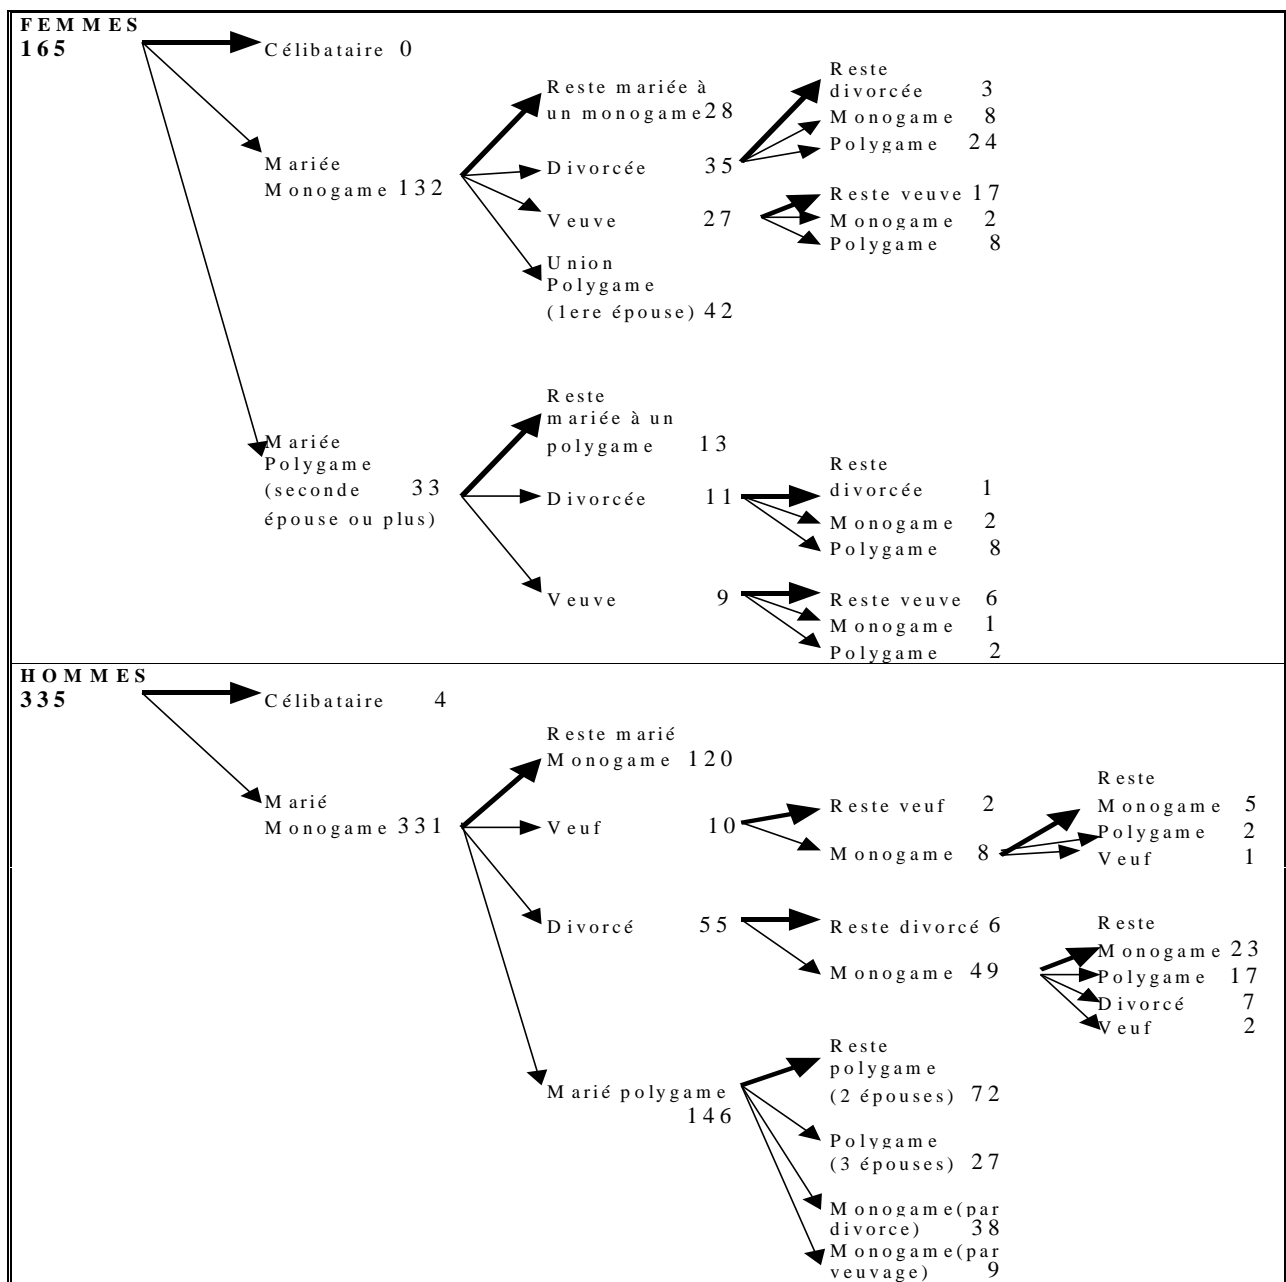 FEMMES
165
Célibataire 0
Mariée
Monogame 132
Reste mariée à
un monogame 28
Divorcée 35
Veuve 27
Union
Polygame
(1ere épouse) 42
Reste
divorcée 3
Monogame 8
Polygame 24
Reste veuve 17
Monogame 2
Polygame 8
Mariée
Polygame
(seconde 33
épouse ou plus)
Reste
mariée à un
polygame 13
Divorcée 11
Veuve 9
Reste
divorcée 1
Monogame 2
Polygame 8
Reste veuve 6
Monogame 1
Polygame 2
HOMMES
335
Célibataire 4
Marié
Monogame 331
Reste marié
Monogame 120
Veuf 10
Reste veuf 2
Monogame 8
Reste
Monogame 5
Polygame 2
Veuf 1
Divorcé 55
Reste divorcé 6
Monogame 49
Reste
Monogame 23
Polygame 17
Divorcé 7
Veuf 2
Marié polygame
146
Reste
polygame
(2 épouses) 72
Polygame
(3 épouses) 27
Monogame(par
divorce) 38
Monogame(par
veuvage) 9